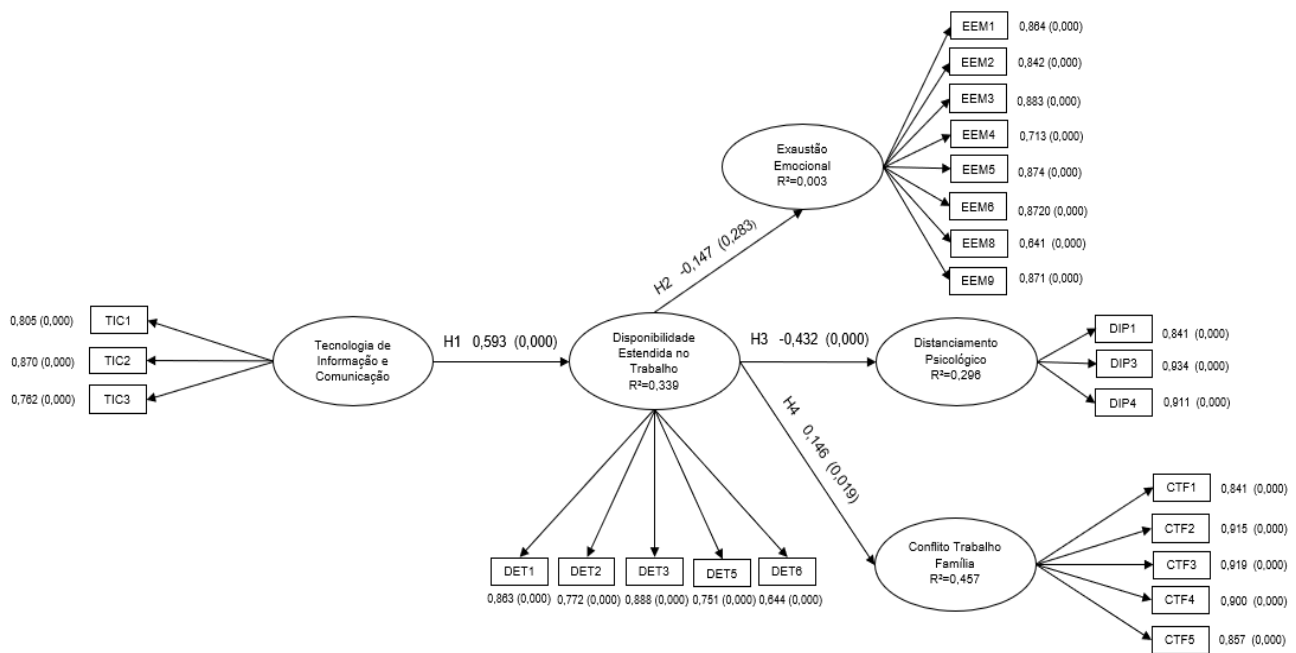 EEM1 0,864 (0,000)
EEM2 0,842 (0,000)
EEM3 0,883 (0,000)
EEM4 0,713 (0,000)
EEM5 0,874 (0,000)
EEM6 0,8720 (0,000)
EEM8 0,641 (0,000)
EEM9 0,871 (0,000)
Exaustão
Emocional
R²=0,003
H2 -0,147 (0,283)
TIC1 0,805 (0,000)
TIC2 0,870 (0,000)
TIC3 0,762 (0,000)
Tecnologia de
Informação e
Comunicação
H1 0,593 (0,000)
Disponibilidade
Estendida no
Trabalho
R²=0,339
H3 -0,432 (0,000)
Distanciamento
Psicológico
R²=0,296
DIP1 0,841 (0,000)
DIP3 0,934 (0,000)
DIP4 0,911 (0,000)
H4 0,146 (0,019)
DET1 DET2 DET3 DET5 DET6
0,863 (0,000) 0,772 (0,000) 0,888 (0,000) 0,751 (0,000) 0,644 (0,000)
Conflito Trabalho
Família
R²=0,457
CTF1 0,841 (0,000)
CTF2 0,915 (0,000)
CTF3 0,919 (0,000)
CTF4 0,900 (0,000)
CTF5 0,857 (0,000)